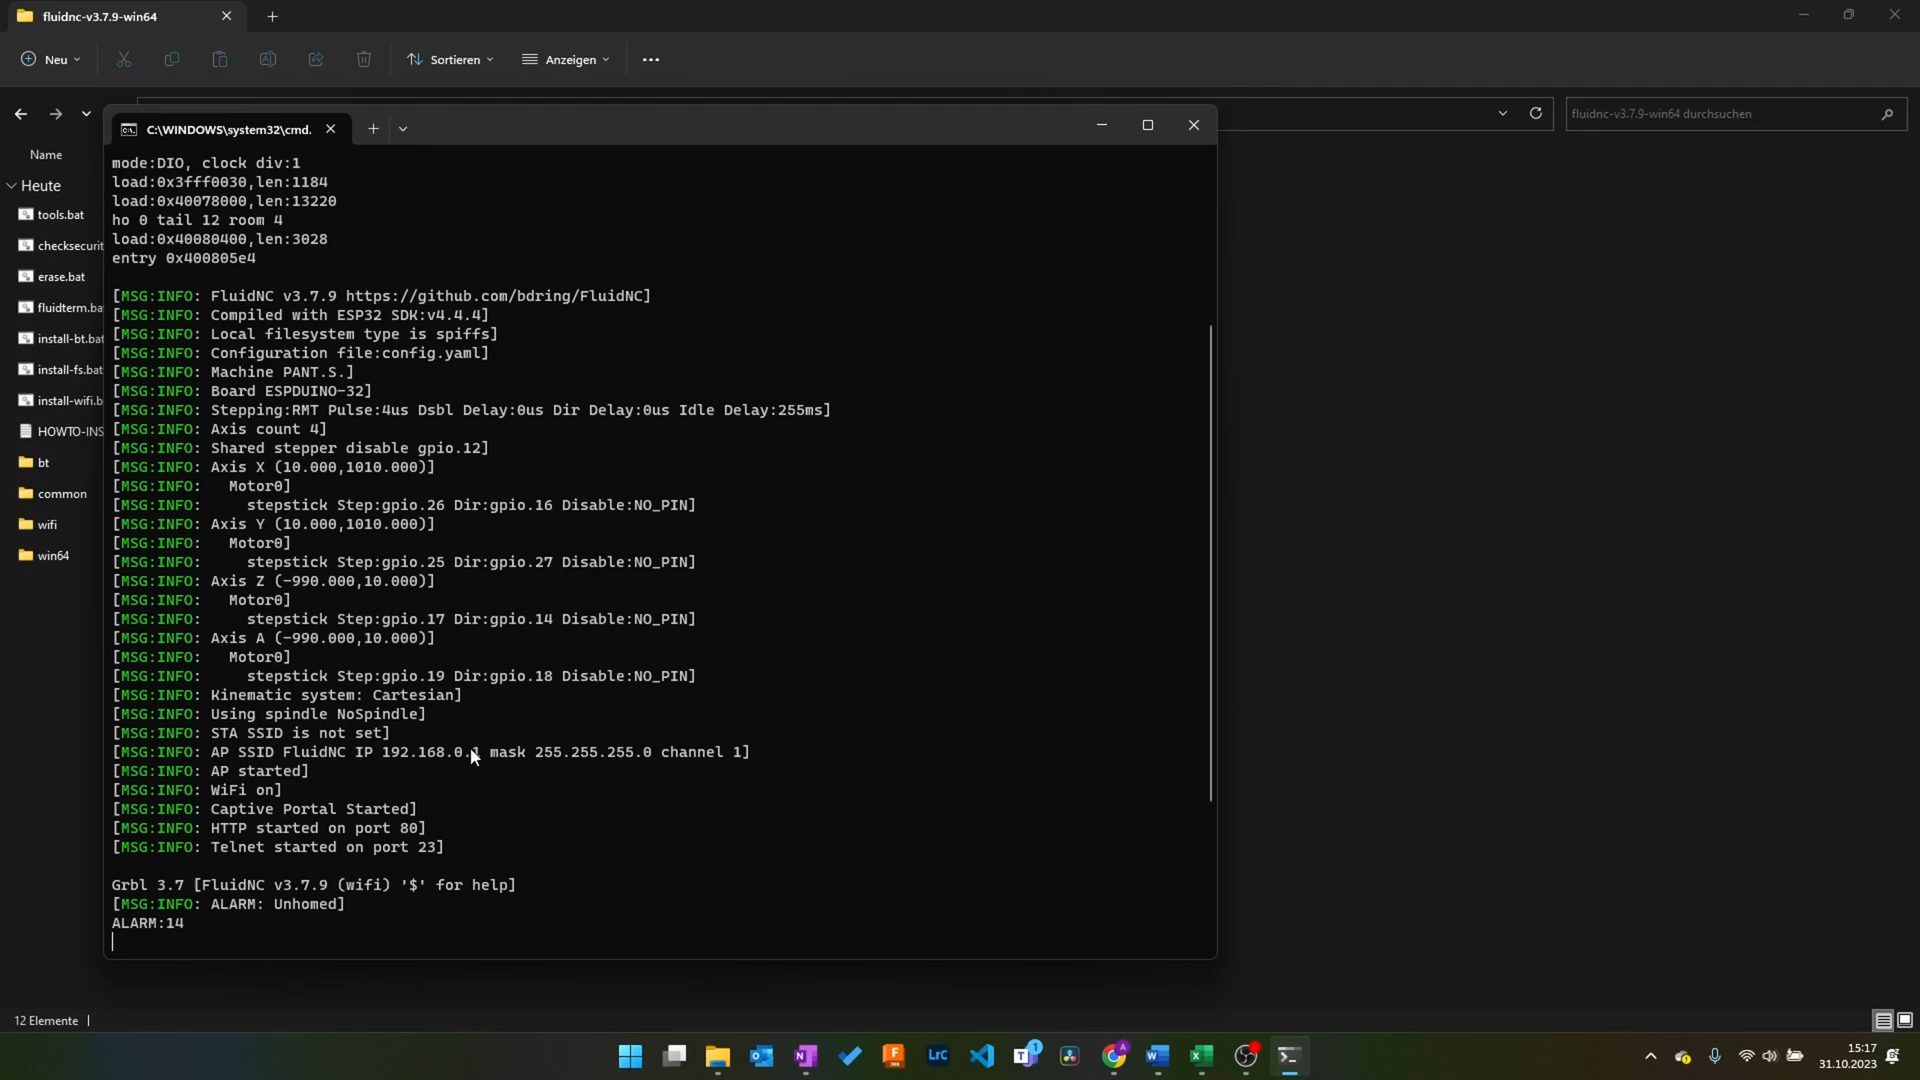 fluidnc-v3.7.9-win64
Neu
Sortieren
Anzeigen
fluidnc-v3.7.9-win64 durchsuchen
C:\WINDOWS\system32\cmd.
Name
Heute
tools.bat
checksecurit
erase.bat
fluidterm.ba
install-bt.bat
install-fs.bat
install-wifi.b
HOWTO-INS
bt
common
wifi
win64
mode:DIO, clock div:1
load:0x3fff0030,len:1184
load:0x40078000,len:13220
ho 0 tail 12 room 4
load:0x40080400,len:3028
entry 0x400805e4
[MSG:INFO: FluidNC v3.7.9 https://github.com/bdring/FluidNC]
[MSG:INFO: Compiled with ESP32 SDK:v4.4.4]
[MSG:INFO: Local filesystem type is spiffs]
[MSG:INFO: Configuration file:config.yaml]
[MSG:INFO: Machine PANT.S.]
[MSG:INFO: Board ESPDUINO-32]
[MSG:INFO: Stepping:RMT Pulse:4us Dsbl Delay:0us Dir Delay:0us Idle Delay:255ms]
[MSG:INFO: Axis count 4]
[MSG:INFO: Shared stepper disable gpio.12]
[MSG:INFO: Axis X (10.000,1010.000)]
[MSG:INFO:   Motor0]
[MSG:INFO:     stepstick Step:gpio.26 Dir:gpio.16 Disable:NO_PIN]
[MSG:INFO: Axis Y (10.000,1010.000)]
[MSG:INFO:   Motor0]
[MSG:INFO:     stepstick Step:gpio.25 Dir:gpio.27 Disable:NO_PIN]
[MSG:INFO: Axis Z (-990.000,10.000)]
[MSG:INFO:   Motor0]
[MSG:INFO:     stepstick Step:gpio.17 Dir:gpio.14 Disable:NO_PIN]
[MSG:INFO: Axis A (-990.000,10.000)]
[MSG:INFO:   Motor0]
[MSG:INFO:     stepstick Step:gpio.19 Dir:gpio.18 Disable:NO_PIN]
[MSG:INFO: Kinematic system: Cartesian]
[MSG:INFO: Using spindle NoSpindle]
[MSG:INFO: STA SSID is not set]
[MSG:INFO: AP SSID FluidNC IP 192.168.0.1 mask 255.255.255.0 channel 1]
[MSG:INFO: AP started]
[MSG:INFO: WiFi on]
[MSG:INFO: Captive Portal Started]
[MSG:INFO: HTTP started on port 80]
[MSG:INFO: Telnet started on port 23]
Grbl 3.7 [FluidNC v3.7.9 (wifi) '$' for help]
[MSG:INFO: ALARM: Unhomed]
ALARM:14
12 Elemente
LrC
1
A
15:17
31.10.2023